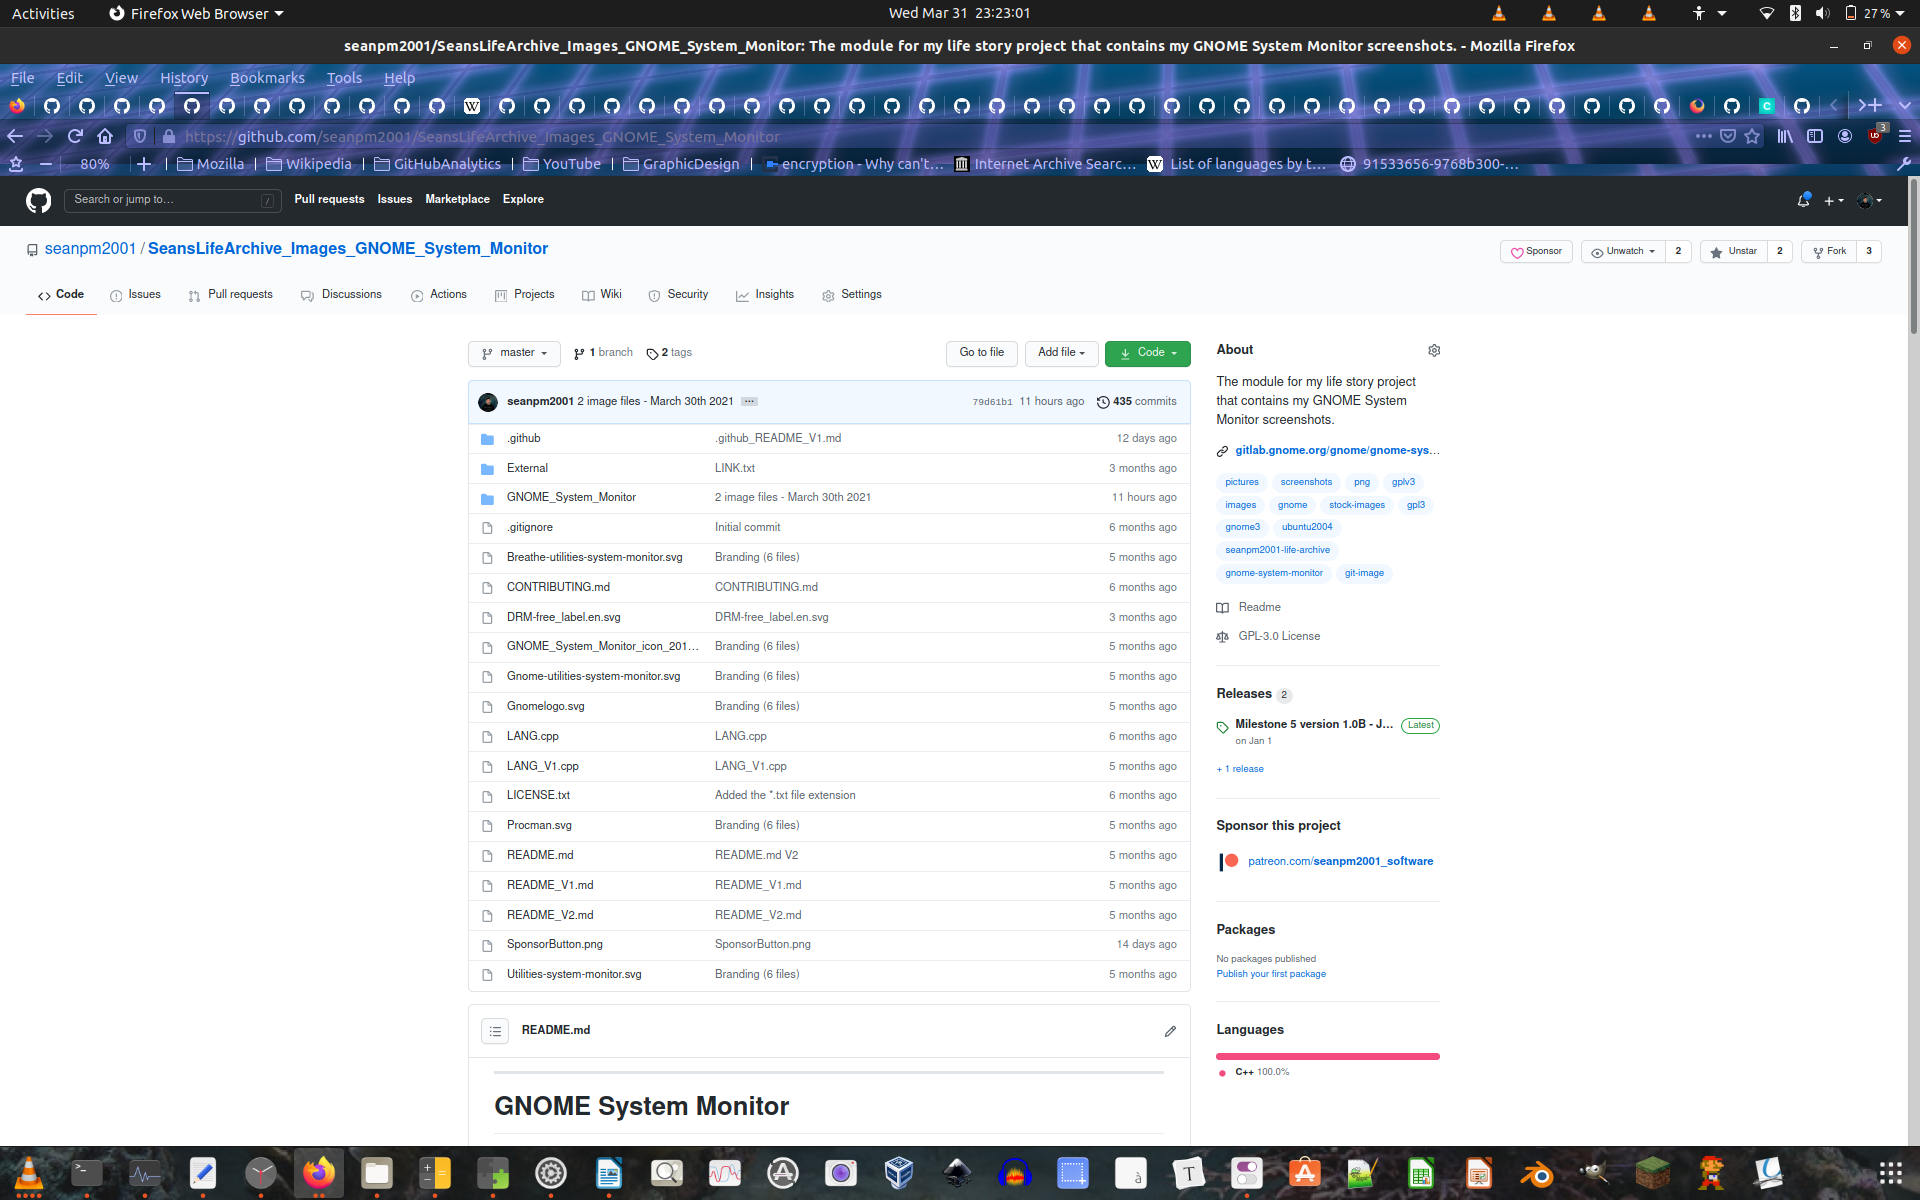 Activities Firefox Web Browser Wed Mar 31 23:23:01 27 %
seanpm2001/SeansLifeArchive_Images_GNOME_System_Monitor: The module for my life story project that contains my GNOME System Monitor screenshots. - Mozilla Firefox
File Edit View History Bookmarks Tools Help
https://github.com/seanpm2001/SeansLifeArchive_Images_GNOME_System_Monitor 3
80% Mozilla Wikipedia GitHubAnalytics YouTube GraphicDesign encryption - Why can't… Internet Archive Searc… List of languages by t… 91533656-9768b300-…
Search or jump to… / Pull requests Issues Marketplace Explore
seanpm2001 / SeansLifeArchive_Images_GNOME_System_Monitor Sponsor Unwatch 2 Unstar 2 Fork 3
Code Issues Pull requests Discussions Actions Projects Wiki Security Insights Settings
master 1 branch 2 tags Go to file Add file Code
seanpm2001 2 image files - March 30th 2021 ... 79d61b1 11 hours ago 435 commits
.github .github_README_V1.md 12 days ago
External LINK.txt 3 months ago
GNOME_System_Monitor 2 image files - March 30th 2021 11 hours ago
.gitignore Initial commit 6 months ago
Breathe-utilities-system-monitor.svg Branding (6 files) 5 months ago
CONTRIBUTING.md CONTRIBUTING.md 6 months ago
DRM-free_label.en.svg DRM-free_label.en.svg 3 months ago
GNOME_System_Monitor_icon_201… Branding (6 files) 5 months ago
Gnome-utilities-system-monitor.svg Branding (6 files) 5 months ago
Gnomelogo.svg Branding (6 files) 5 months ago
LANG.cpp LANG.cpp 6 months ago
LANG_V1.cpp LANG_V1.cpp 5 months ago
LICENSE.txt Added the *.txt file extension 6 months ago
Procman.svg Branding (6 files) 5 months ago
README.md README.md V2 5 months ago
README_V1.md README_V1.md 5 months ago
README_V2.md README_V2.md 5 months ago
SponsorButton.png SponsorButton.png 14 days ago
Utilities-system-monitor.svg Branding (6 files) 5 months ago
README.md
GNOME System Monitor
About
The module for my life story project
that contains my GNOME System
Monitor screenshots.
gitlab.gnome.org/gnome/gnome-sys…
pictures screenshots png gplv3
images gnome stock-images gpl3
gnome3 ubuntu2004
seanpm2001-life-archive
gnome-system-monitor git-image
Readme
GPL-3.0 License
Releases 2
Milestone 5 version 1.0B - J… Latest
on Jan 1
+ 1 release
Sponsor this project
patreon.com/seanpm2001_software
Packages
No packages published
Publish your first package
Languages
C++ 100.0%